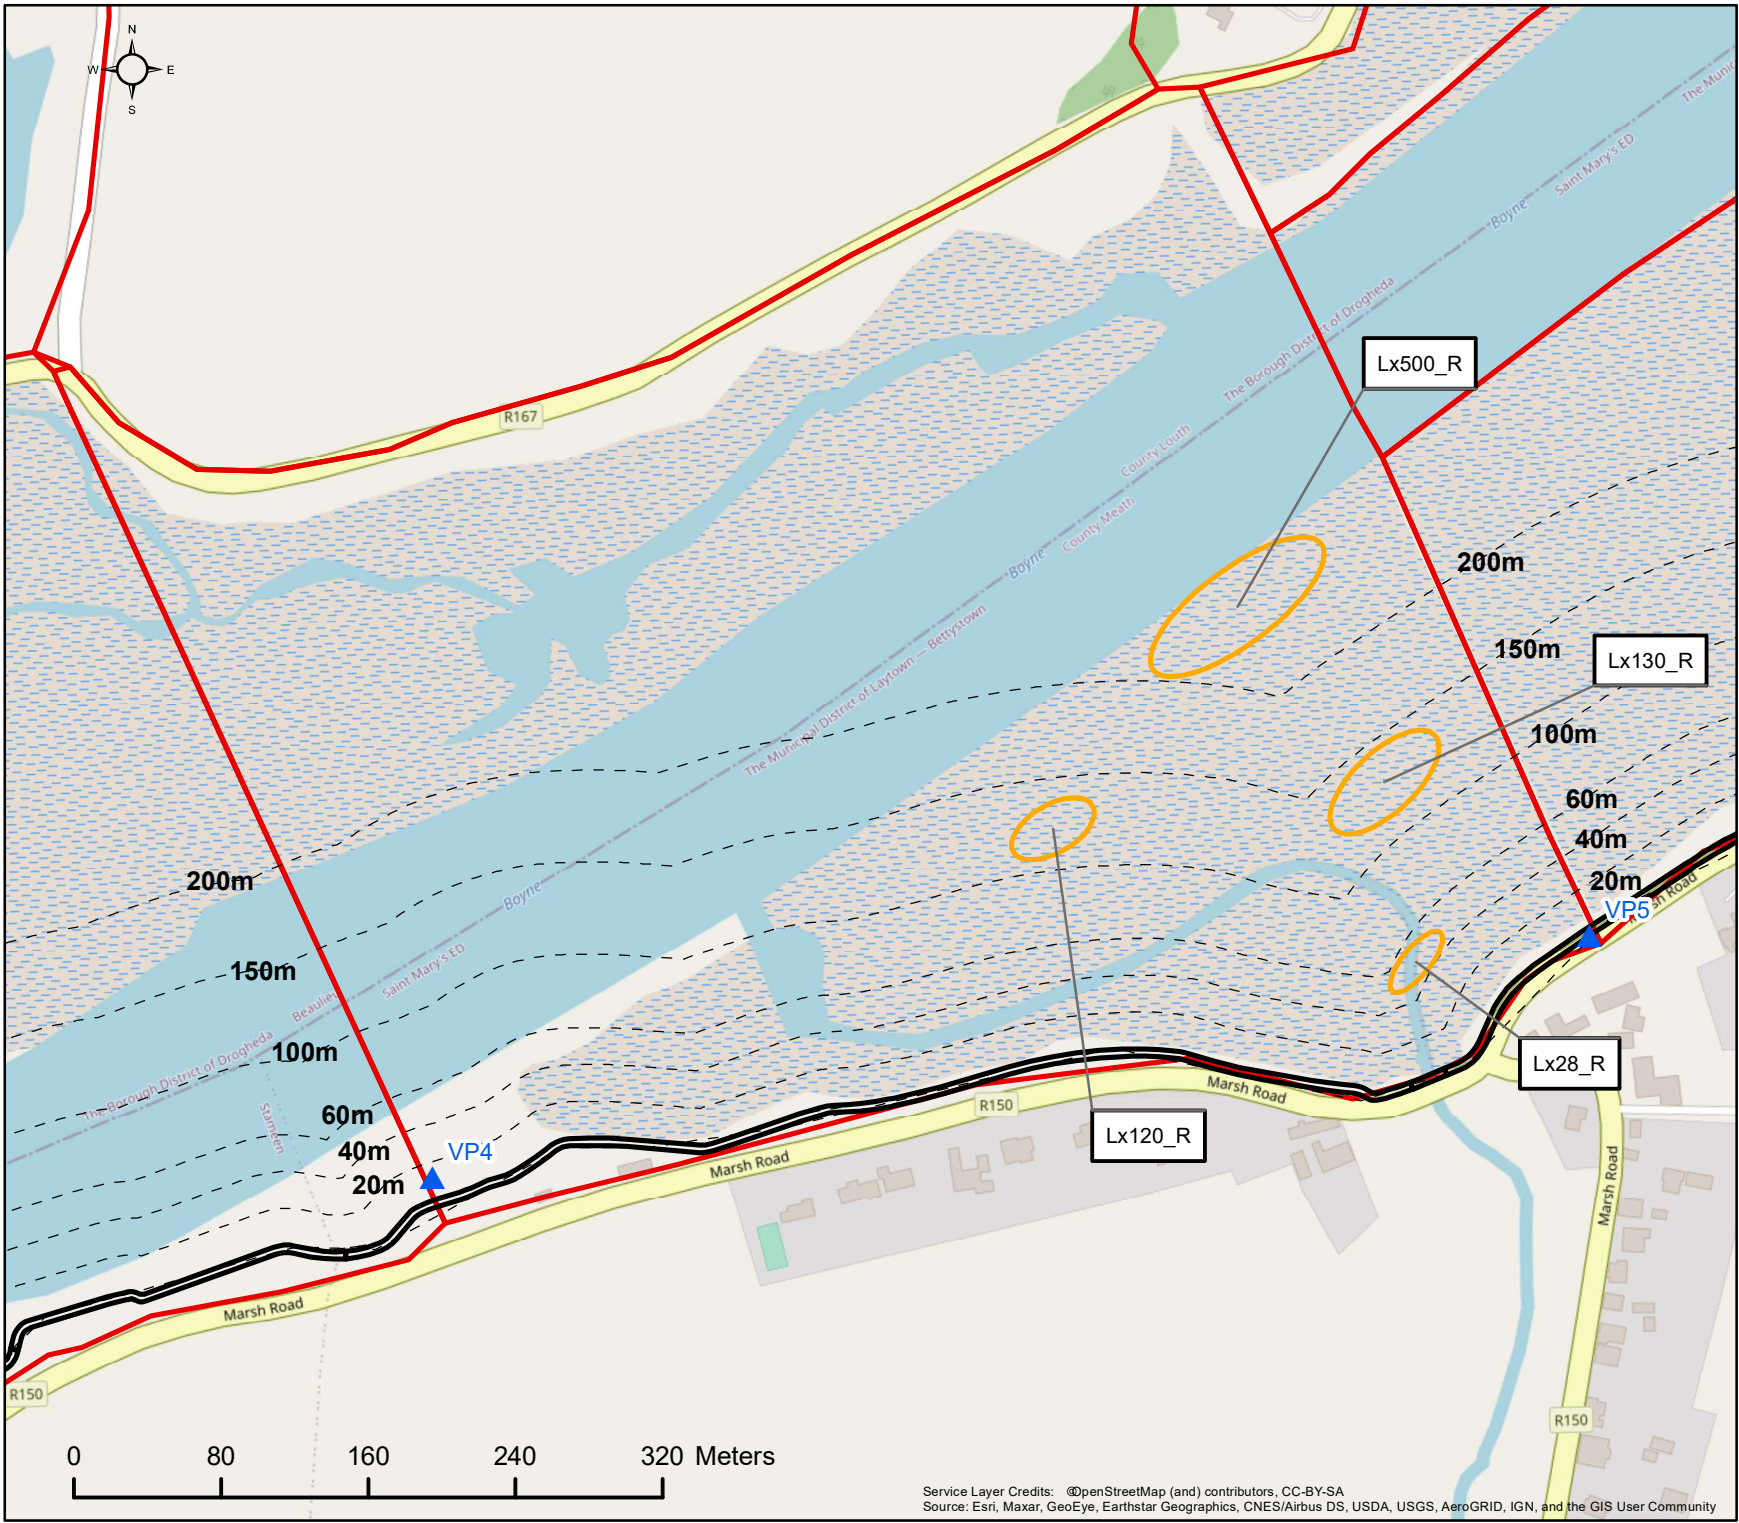 N
W E
S
The Munic
Saint Mary's ED
Boyne
The Borough District of Drogheda
Lx500_R
R167
County Louth
County Meath
Boyne
200m
The Municipal District of Laytown — Bettystown
150m
Lx130_R
100m
60m
40m
20m
Marsh Road
VP5
200m
Boyne
150m
Saint Mary's ED
Beaulieu
100m
The Borough District of Drogheda
60m
Stameen
40m
VP4
20m
Lx28_R
Marsh Road
R150
Lx120_R
Marsh Road
Marsh Road
Marsh Road
R150
R150
0 80 160 240 320 Meters
Service Layer Credits: ©OpenStreetMap (and) contributors, CC-BY-SA
Source: Esri, Maxar, GeoEye, Earthstar Geographics, CNES/Airbus DS, USDA, USGS, AeroGRID, IGN, and the GIS User Community